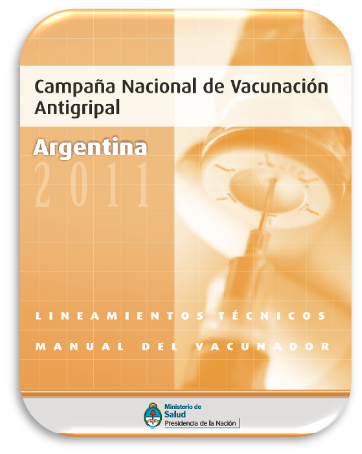 Campaña Nacional de Vacunación
Antigripal
Argentina
2011
LINEAMIENTOS TÉCNICOS
MANUAL DEL VACUNADOR
Ministerio de
Salud
Presidencia de la Nación